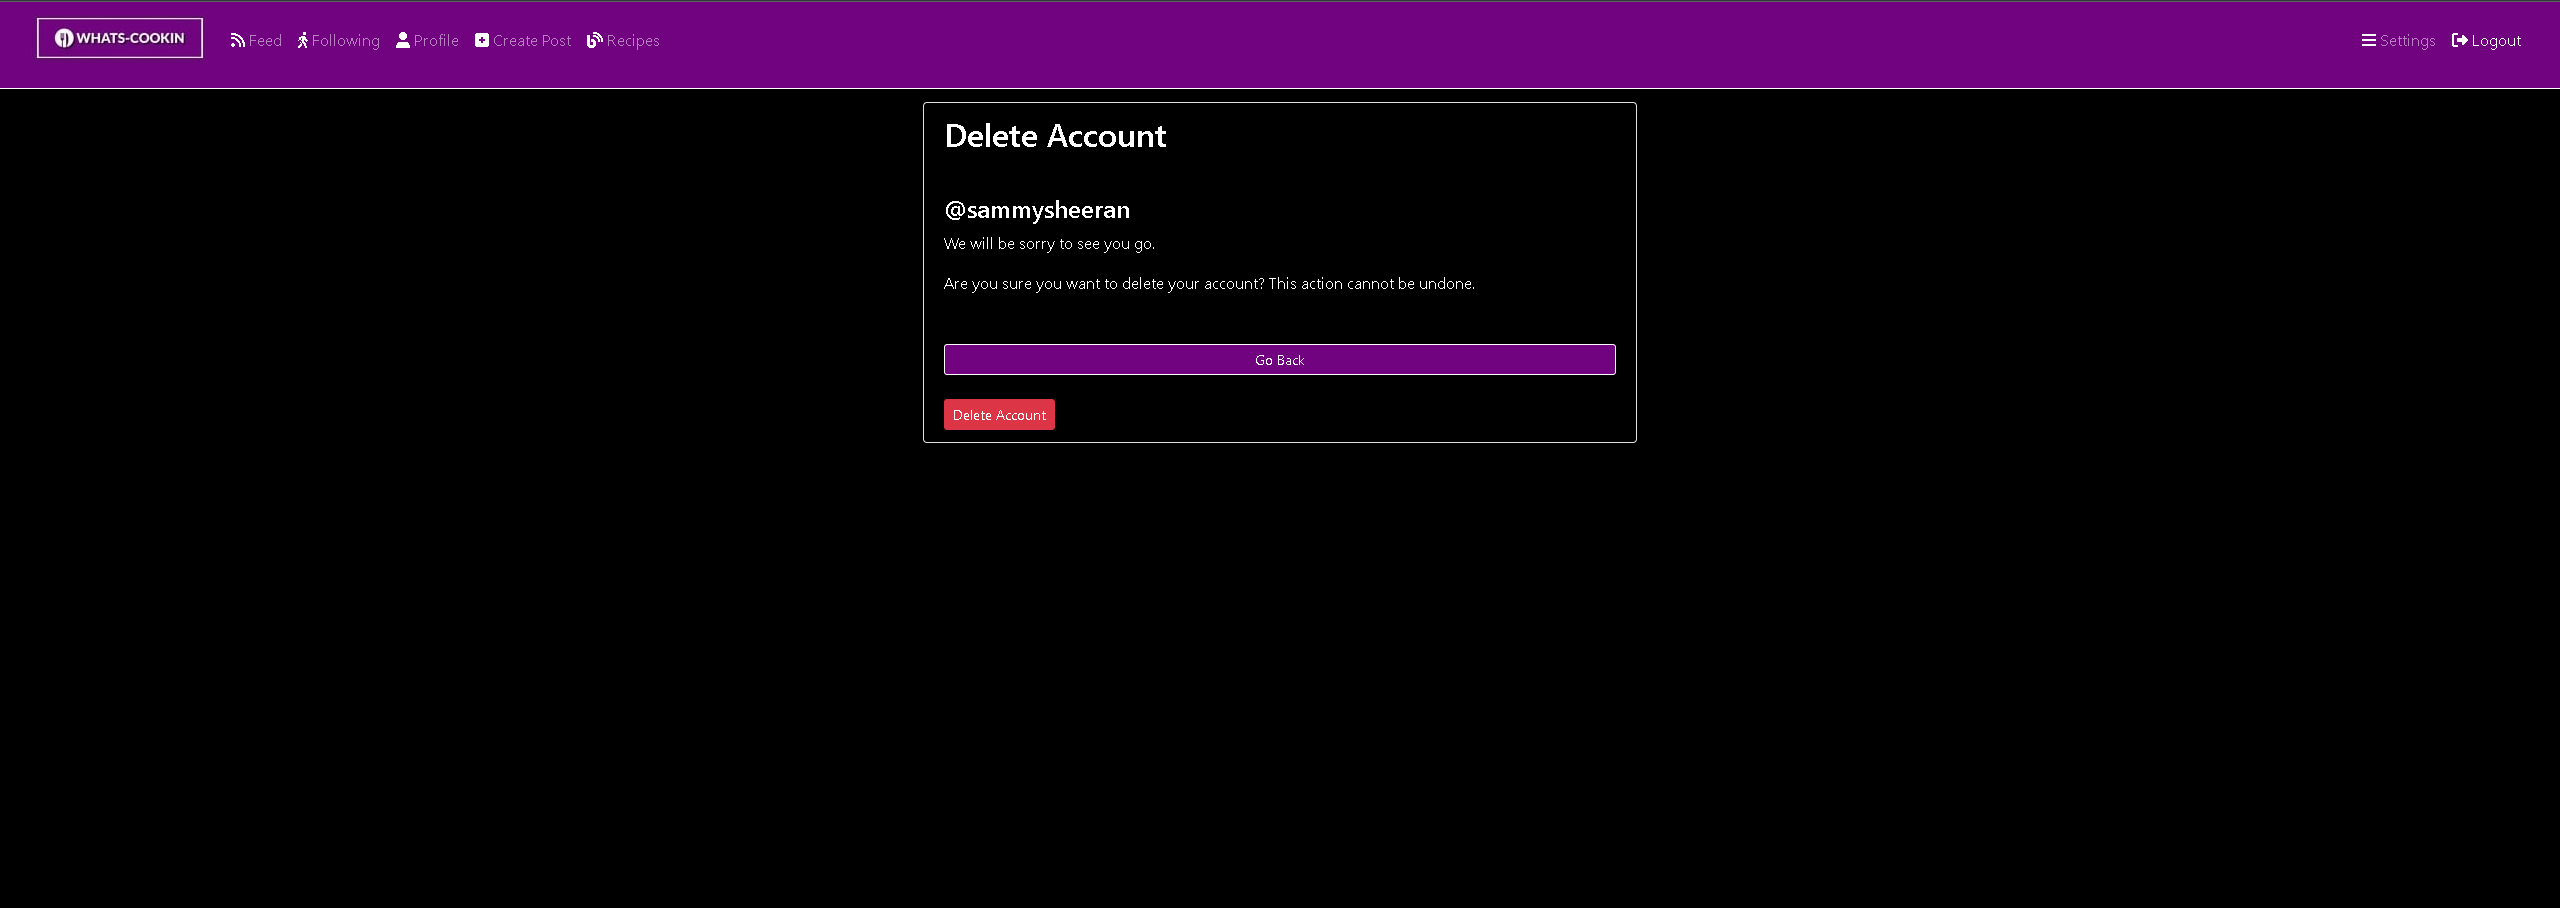 WHATS-COOKIN Feed Following Profile Create Post Recipes Settings Logout
Delete Account
@sammysheeran
We will be sorry to see you go.
Are you sure you want to delete your account? This action cannot be undone.
Go Back
Delete Account